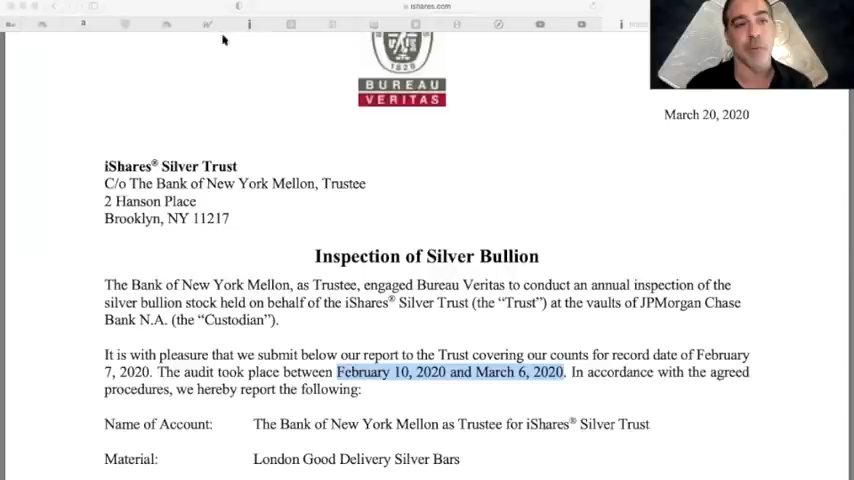 ishares.com
1828
BUREAU
VERITAS
March 20, 2020
iShares® Silver Trust
C/o The Bank of New York Mellon, Trustee
2 Hanson Place
Brooklyn, NY 11217
Inspection of Silver Bullion
The Bank of New York Mellon, as Trustee, engaged Bureau Veritas to conduct an annual inspection of the
silver bullion stock held on behalf of the iShares® Silver Trust (the “Trust”) at the vaults of JPMorgan Chase
Bank N.A. (the “Custodian”).
It is with pleasure that we submit below our report to the Trust covering our counts for record date of February
7, 2020. The audit took place between February 10, 2020 and March 6, 2020. In accordance with the agreed
procedures, we hereby report the following:
Name of Account: The Bank of New York Mellon as Trustee for iShares® Silver Trust
Material: London Good Delivery Silver Bars